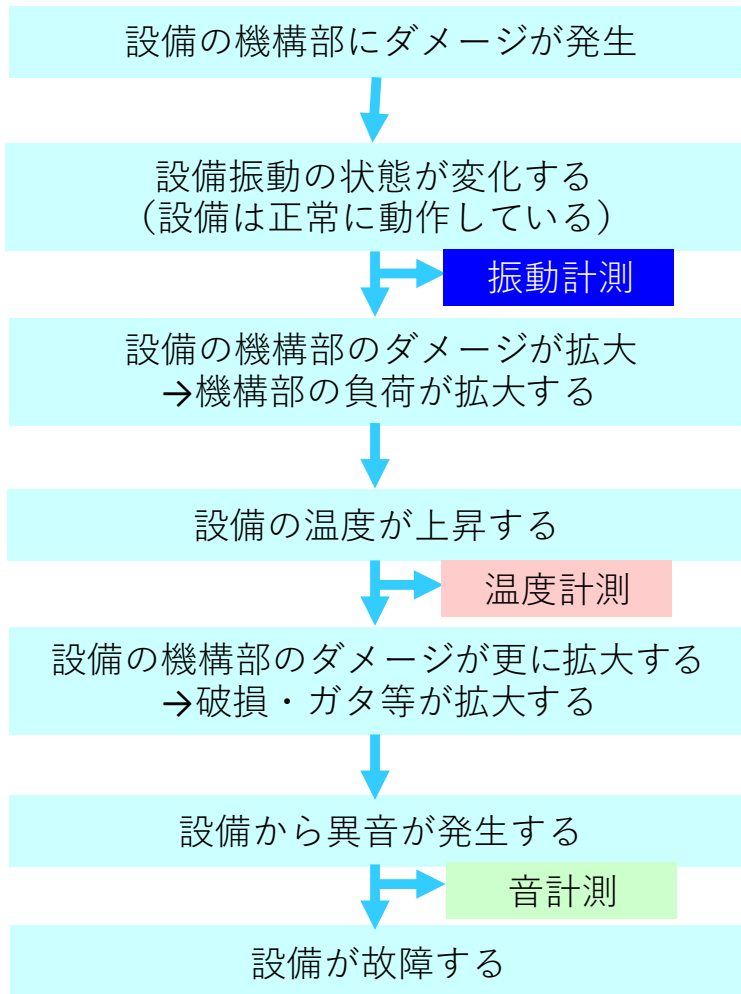 設備の機構部にダメージが発生
設備振動の状態が変化する
（設備は正常に動作している）
振動計測
設備の機構部のダメージが拡大
→機構部の負荷が拡大する
設備の温度が上昇する
温度計測
設備の機構部のダメージが更に拡大する
→破損・ガタ等が拡大する
設備から異音が発生する
音計測
設備が故障する